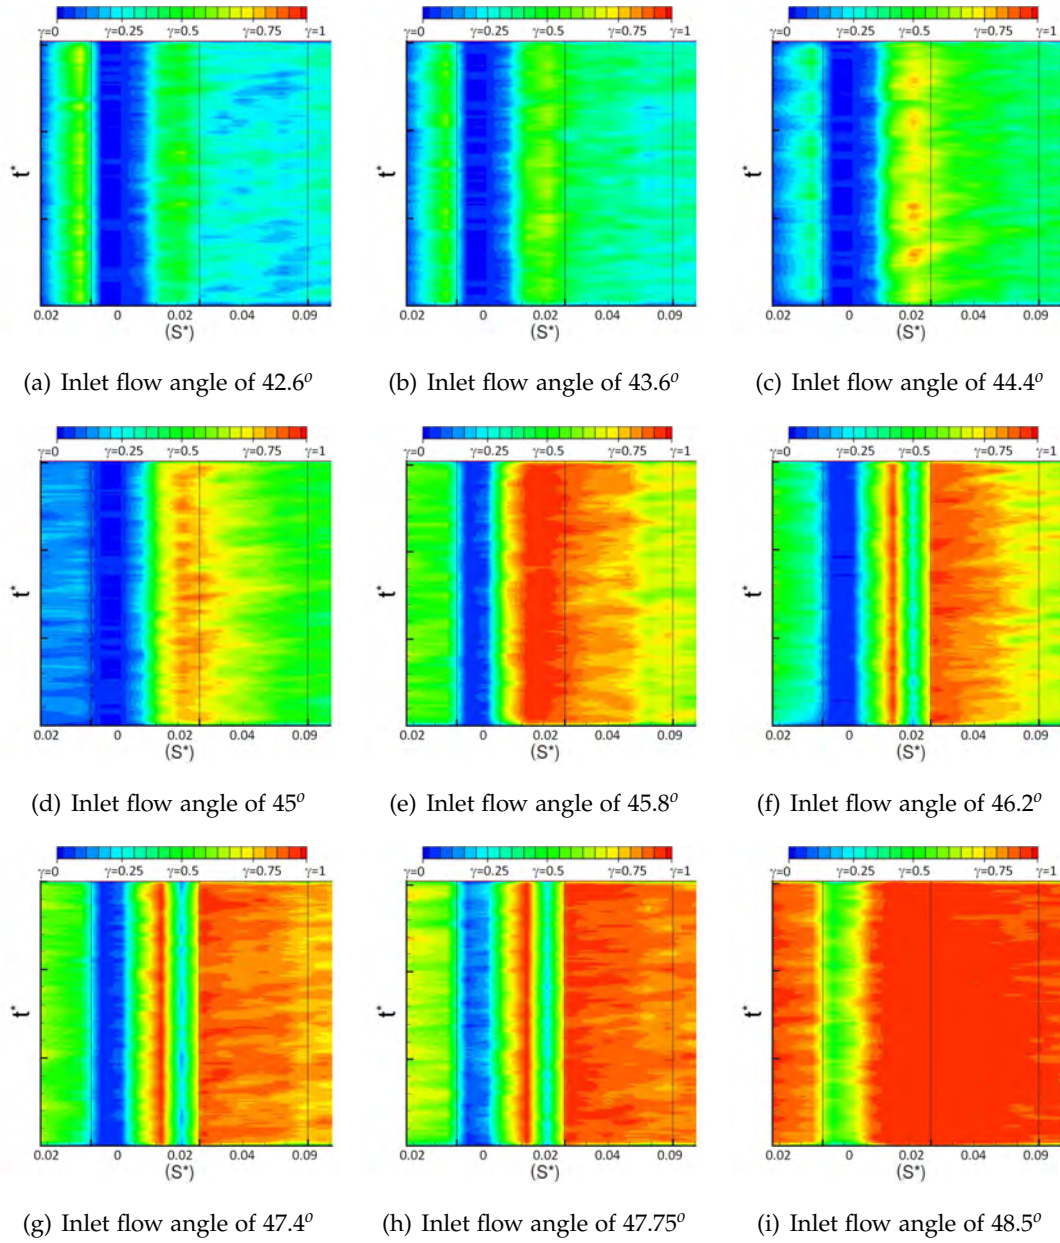 γ=0 γ=0.25 γ=0.5 γ=0.75 γ=1 γ=0 γ=0.25 γ=0.5 γ=0.75 γ=1 γ=0 γ=0.25 γ=0.5 γ=0.75 γ=1
t* t* t*
0.02 0 0.02 0.04 0.09 0.02 0 0.02 0.04 0.09 0.02 0 0.02 0.04 0.09
(S*) (S*) (S*)
(a) Inlet flow angle of 42.6º (b) Inlet flow angle of 43.6º (c) Inlet flow angle of 44.4º
γ=0 γ=0.25 γ=0.5 γ=0.75 γ=1 γ=0 γ=0.25 γ=0.5 γ=0.75 γ=1 γ=0 γ=0.25 γ=0.5 γ=0.75 γ=1
t* t* t*
0.02 0 0.02 0.04 0.09 0.02 0 0.02 0.04 0.09 0.02 0 0.02 0.04 0.09
(S*) (S*) (S*)
(d) Inlet flow angle of 45º (e) Inlet flow angle of 45.8º (f) Inlet flow angle of 46.2º
γ=0 γ=0.25 γ=0.5 γ=0.75 γ=1 γ=0 γ=0.25 γ=0.5 γ=0.75 γ=1 γ=0 γ=0.25 γ=0.5 γ=0.75 γ=1
t* t* t*
0.02 0 0.02 0.04 0.09 0.02 0 0.02 0.04 0.09 0.02 0 0.02 0.04 0.09
(S*) (S*) (S*)
(g) Inlet flow angle of 47.4º (h) Inlet flow angle of 47.75º (i) Inlet flow angle of 48.5º